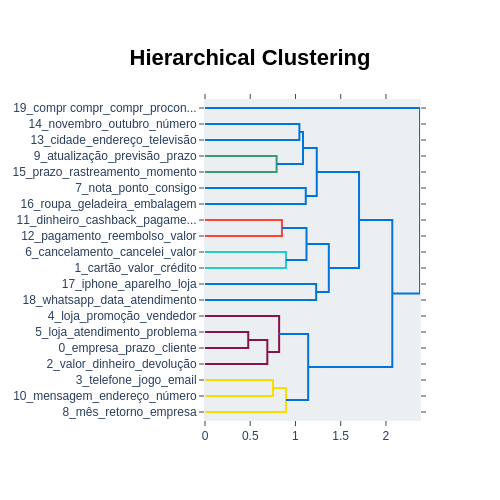 Hierarchical Clustering
19_compr compr_compr_procon...
14_novembro_outubro_número
13_cidade_endereço_televisão
9_atualização_previsão_prazo
15_prazo_rastreamento_momento
7_nota_ponto_consigo
16_roupa_geladeira_embalagem
11_dinheiro_cashback_pagame...
12_pagamento_reembolso_valor
6_cancelamento_cancelei_valor
1_cartão_valor_crédito
17_iphone_aparelho_loja
18_whatsapp_data_atendimento
4_loja_promoção_vendedor
5_loja_atendimento_problema
0_empresa_prazo_cliente
2_valor_dinheiro_devolução
3_telefone_jogo_email
10_mensagem_endereço_número
8_mês_retorno_empresa
0 0.5 1 1.5 2